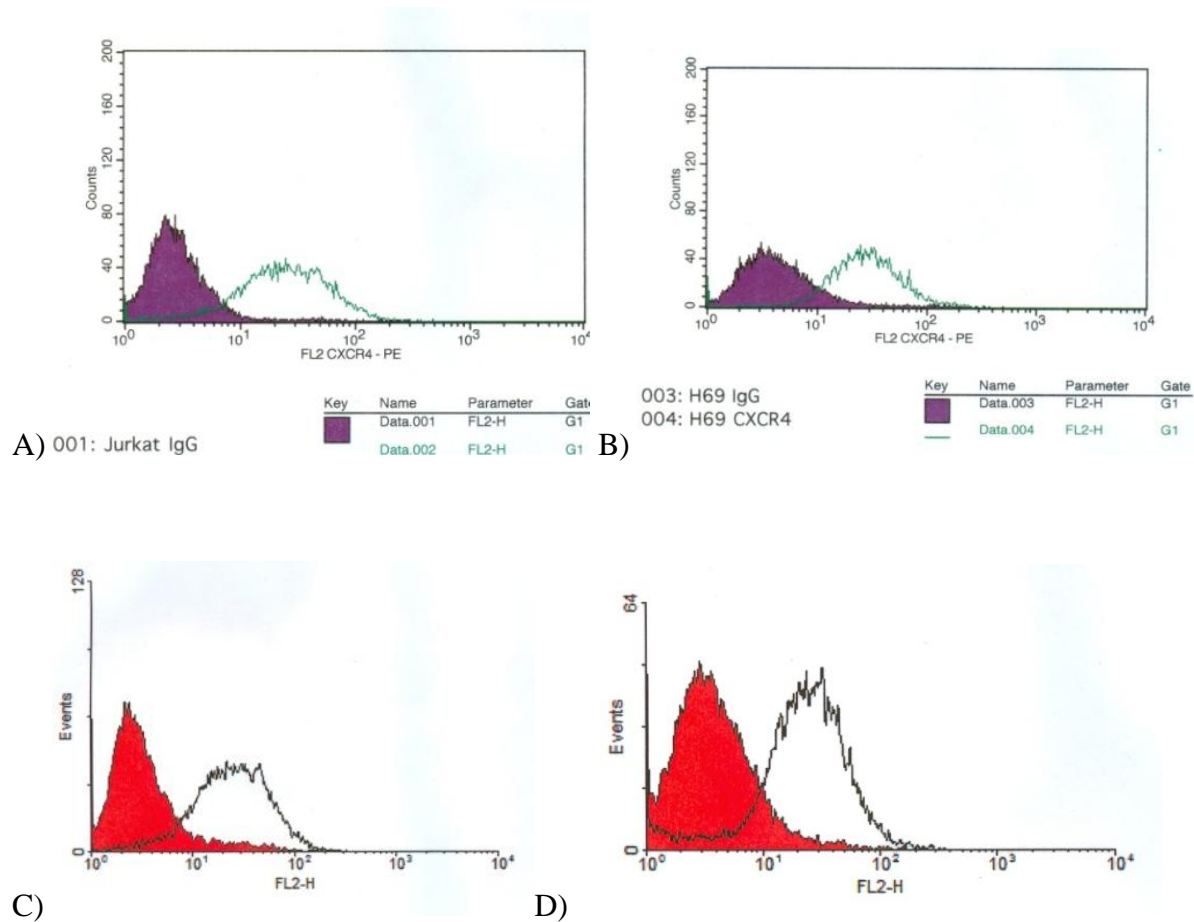 200
160
120
80
40
0
Counts
10^0 10^1 10^2 10^3 10^4
FL2 CXCR4 - PE
Key Name Parameter Gate
Data.001 FL2-H G1
Data.002 FL2-H G1
A) 001: Jurkat IgG
200
160
120
80
40
0
Counts
10^0 10^1 10^2 10^3 10^4
FL2 CXCR4 - PE
003: H69 IgG
004: H69 CXCR4
Key Name Parameter Gate
Data.003 FL2-H G1
Data.004 FL2-H G1
B)
128
0
Events
10^0 10^1 10^2 10^3 10^4
FL2-H
C)
64
0
Events
10^0 10^1 10^2 10^3 10^4
FL2-H
D)